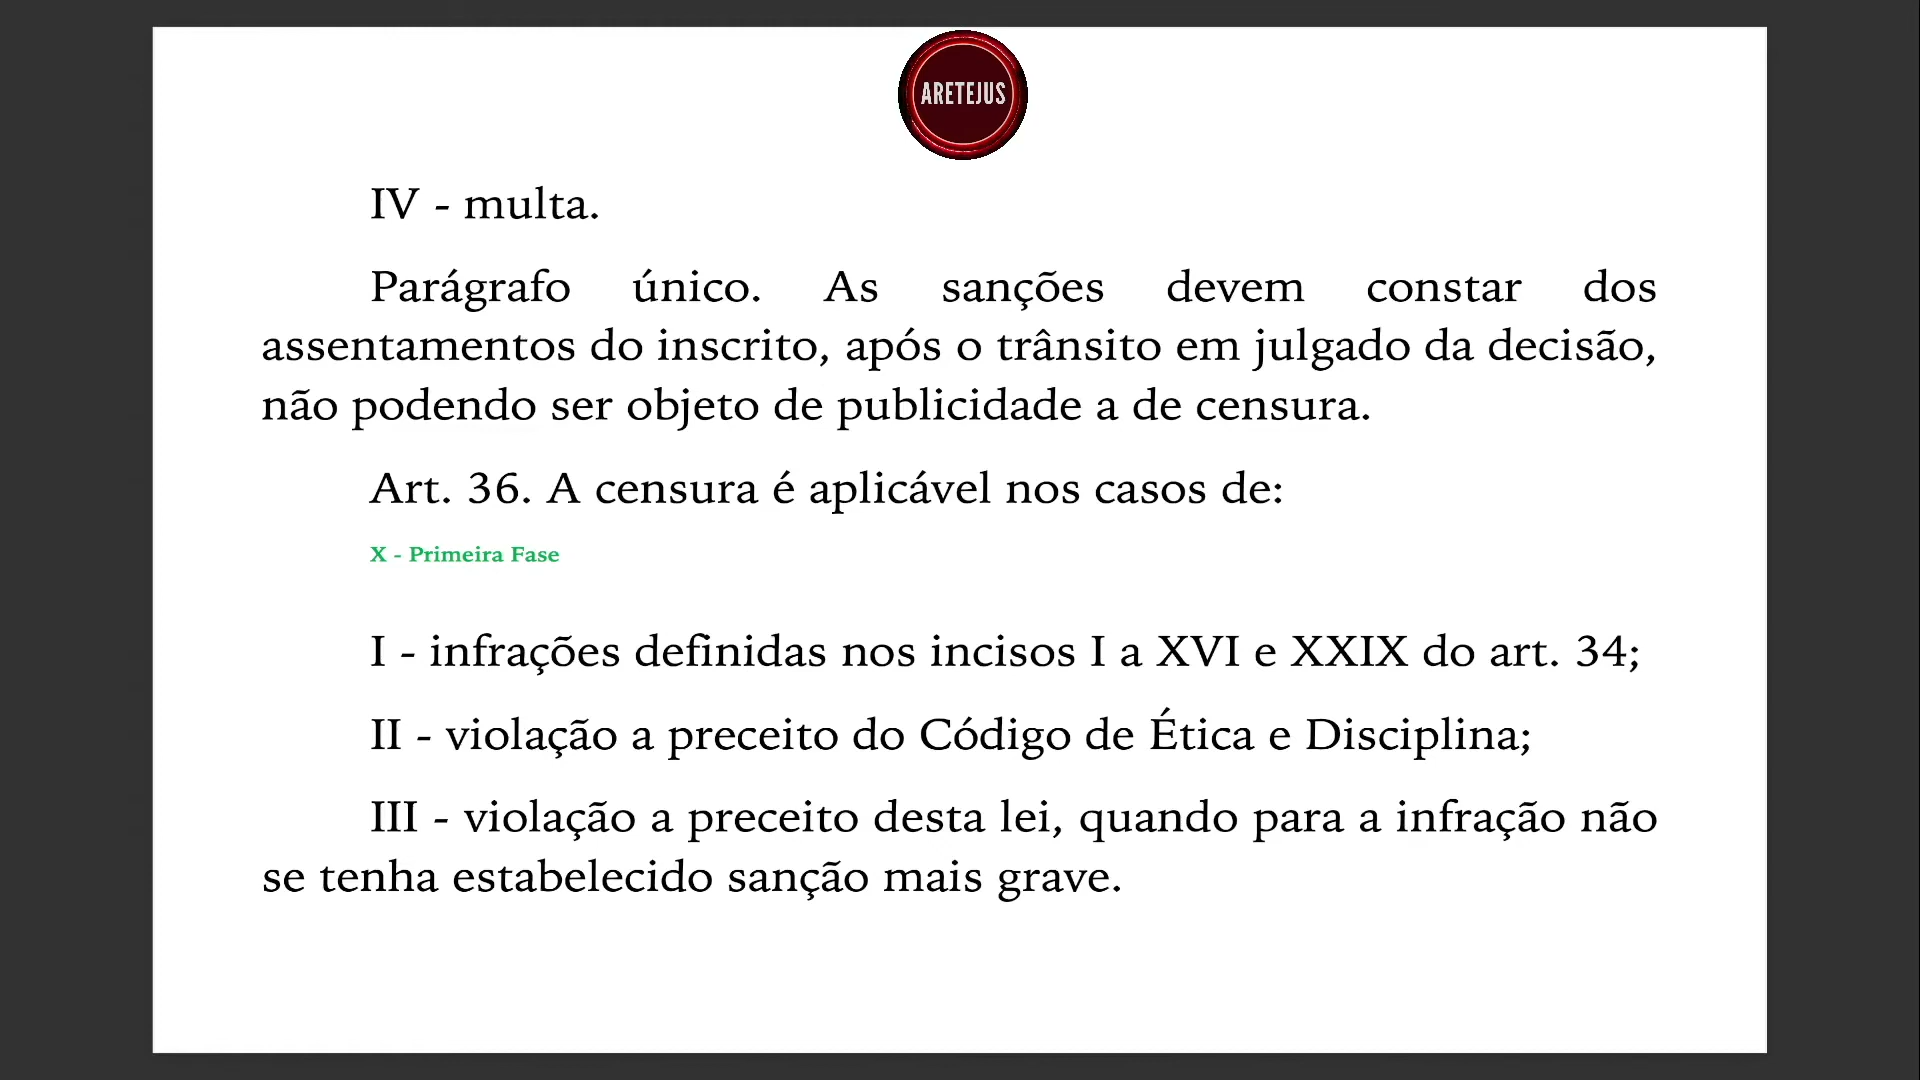 ARETEJUS
IV - multa.
Parágrafo único. As sanções devem constar dos
assentamentos do inscrito, após o trânsito em julgado da decisão,
não podendo ser objeto de publicidade a de censura.
Art. 36. A censura é aplicável nos casos de:
X - Primeira Fase
I - infrações definidas nos incisos I a XVI e XXIX do art. 34;
II - violação a preceito do Código de Ética e Disciplina;
III - violação a preceito desta lei, quando para a infração não
se tenha estabelecido sanção mais grave.